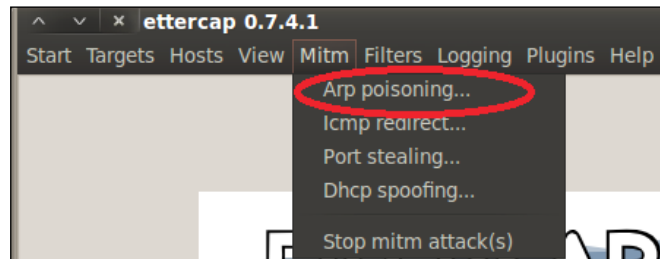 ettercap 0.7.4.1
Start Targets Hosts View Mitm Filters Logging Plugins Help
Arp poisoning...
Icmp redirect...
Port stealing...
Dhcp spoofing...
Stop mitm attack(s)